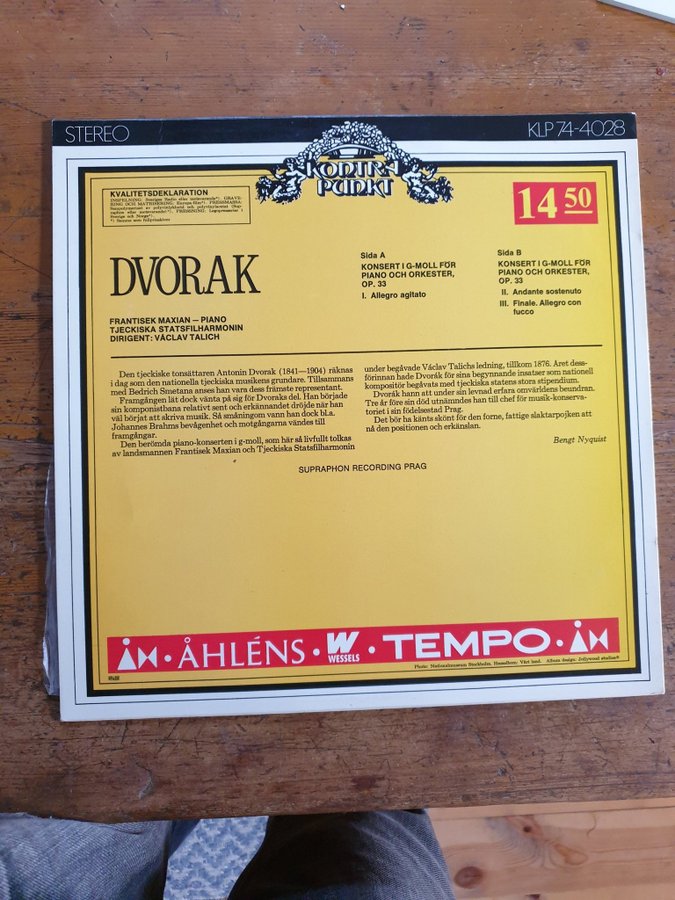 STEREO
KLP 74-4028
KONTRA
PUNKT
KVALITETSDEKLARATION
14 50
DVORAK
FRANTISEK MAXIAN — PIANO
TJECKISKA STATSFILHARMONIN
DIRIGENT: VÁCLAV TALICH
Sida A
KONSERT I G-MOLL FÖR
PIANO OCH ORKESTER,
OP. 33
I. Allegro agitato
Sida B
KONSERT I G-MOLL FÖR
PIANO OCH ORKESTER,
OP. 33
II. Andante sostenuto
III. Finale. Allegro con
fucco
Den tjeckiske tonsättaren Antonin Dvorak (1841—1904) räknas
i dag som den nationella tjeckiska musikens grundare. Tillsammans
med Bedrich Smetana anses han vara dess främste representant.
Framgången lät dock vänta på sig för Dvoraks del. Han började
sin komponistbana relativt sent och erkännandet dröjde när han
väl börjat att skriva musik. Så småningom vann han dock bl.a.
Johannes Brahms bevågenhet och motgångarna vändes till
framgångar.
Den berömda piano-konserten i g-moll, som här så livfullt tolkas
av landsmannen Frantisek Maxian och Tjeckiska Statsfilharmonin
under begåvade Václav Talichs ledning, tillkom 1876. Året dess-
förinnan hade Dvorák för sina begynnande insatser som nationell
kompositör begåvats med tjeckiska statens stora stipendium.
Dvorák hann att under sin levnad erfara omvärldens beundran.
Tre år före sin död utnämndes han till chef för musik-konserva-
toriet i sin födelsestad Prag.
Det bör ha känts skönt för den forne, fattige slaktarpojken att
nå den positionen och erkänslan.
Bengt Nyquist
SUPRAPHON RECORDING PRAG
ÅHLÉNS · W WESSELS · TEMPO
Photo: Nationalmuseum Stockholm. Hasselbom: Vårt land. Album design: Jollywood studios